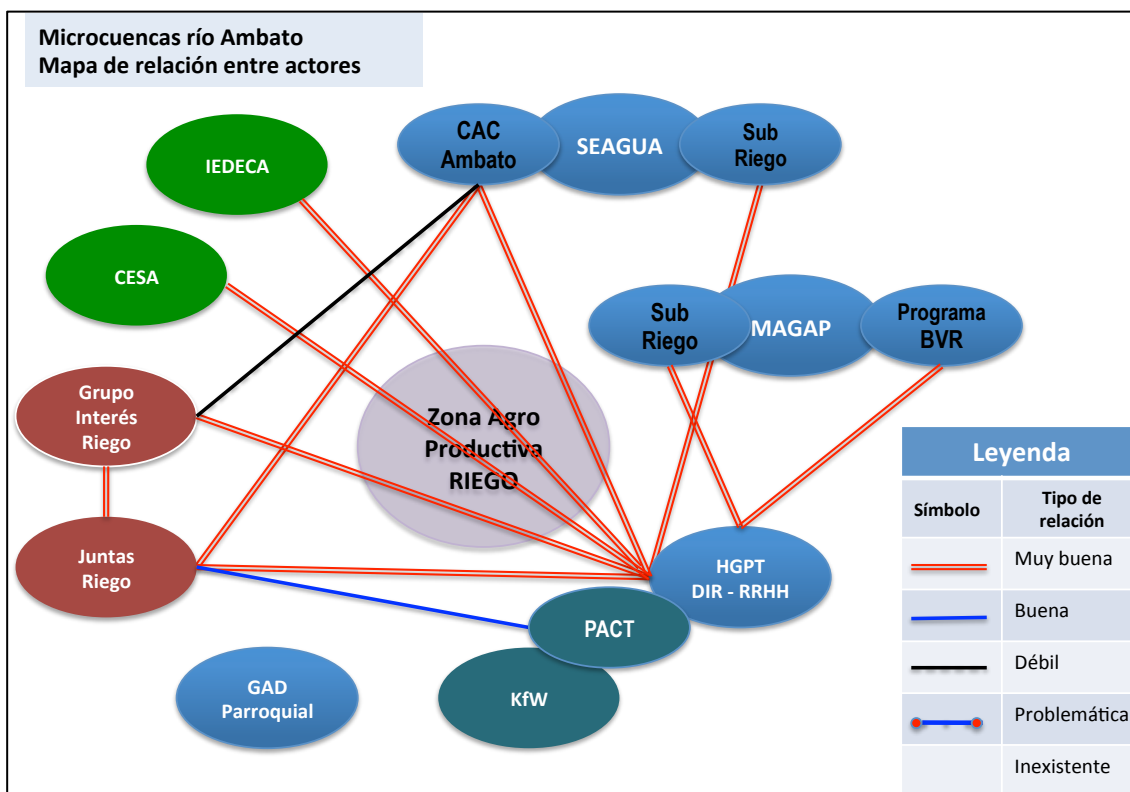 Microcuencas río Ambato
Mapa de relación entre actores
CAC
Ambato
SEAGUA
Sub
Riego
IEDECA
CESA
Sub
Riego
MAGAP
Programa
BVR
Grupo
Interés
Riego
Zona Agro
Productiva
RIEGO
Juntas
Riego
HGPT
DIR - RRHH
PACT
GAD
Parroquial
KfW
Leyenda
Símbolo
Tipo de
relación
Muy buena
Buena
Débil
Problemática
Inexistente